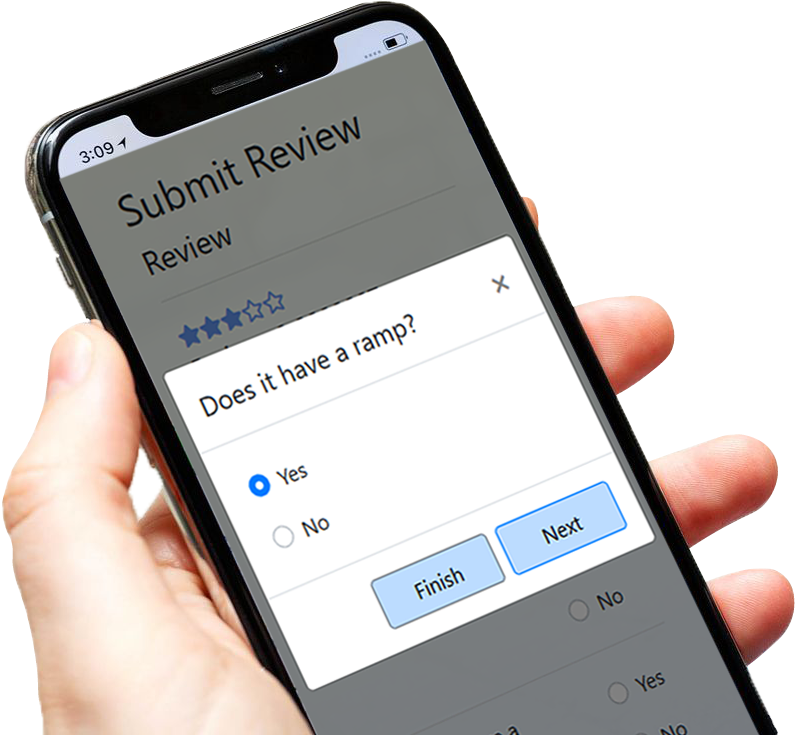 3:09
Submit Review
Review
Does it have a ramp?
Yes
No
Finish
Next
No
Yes
a
No